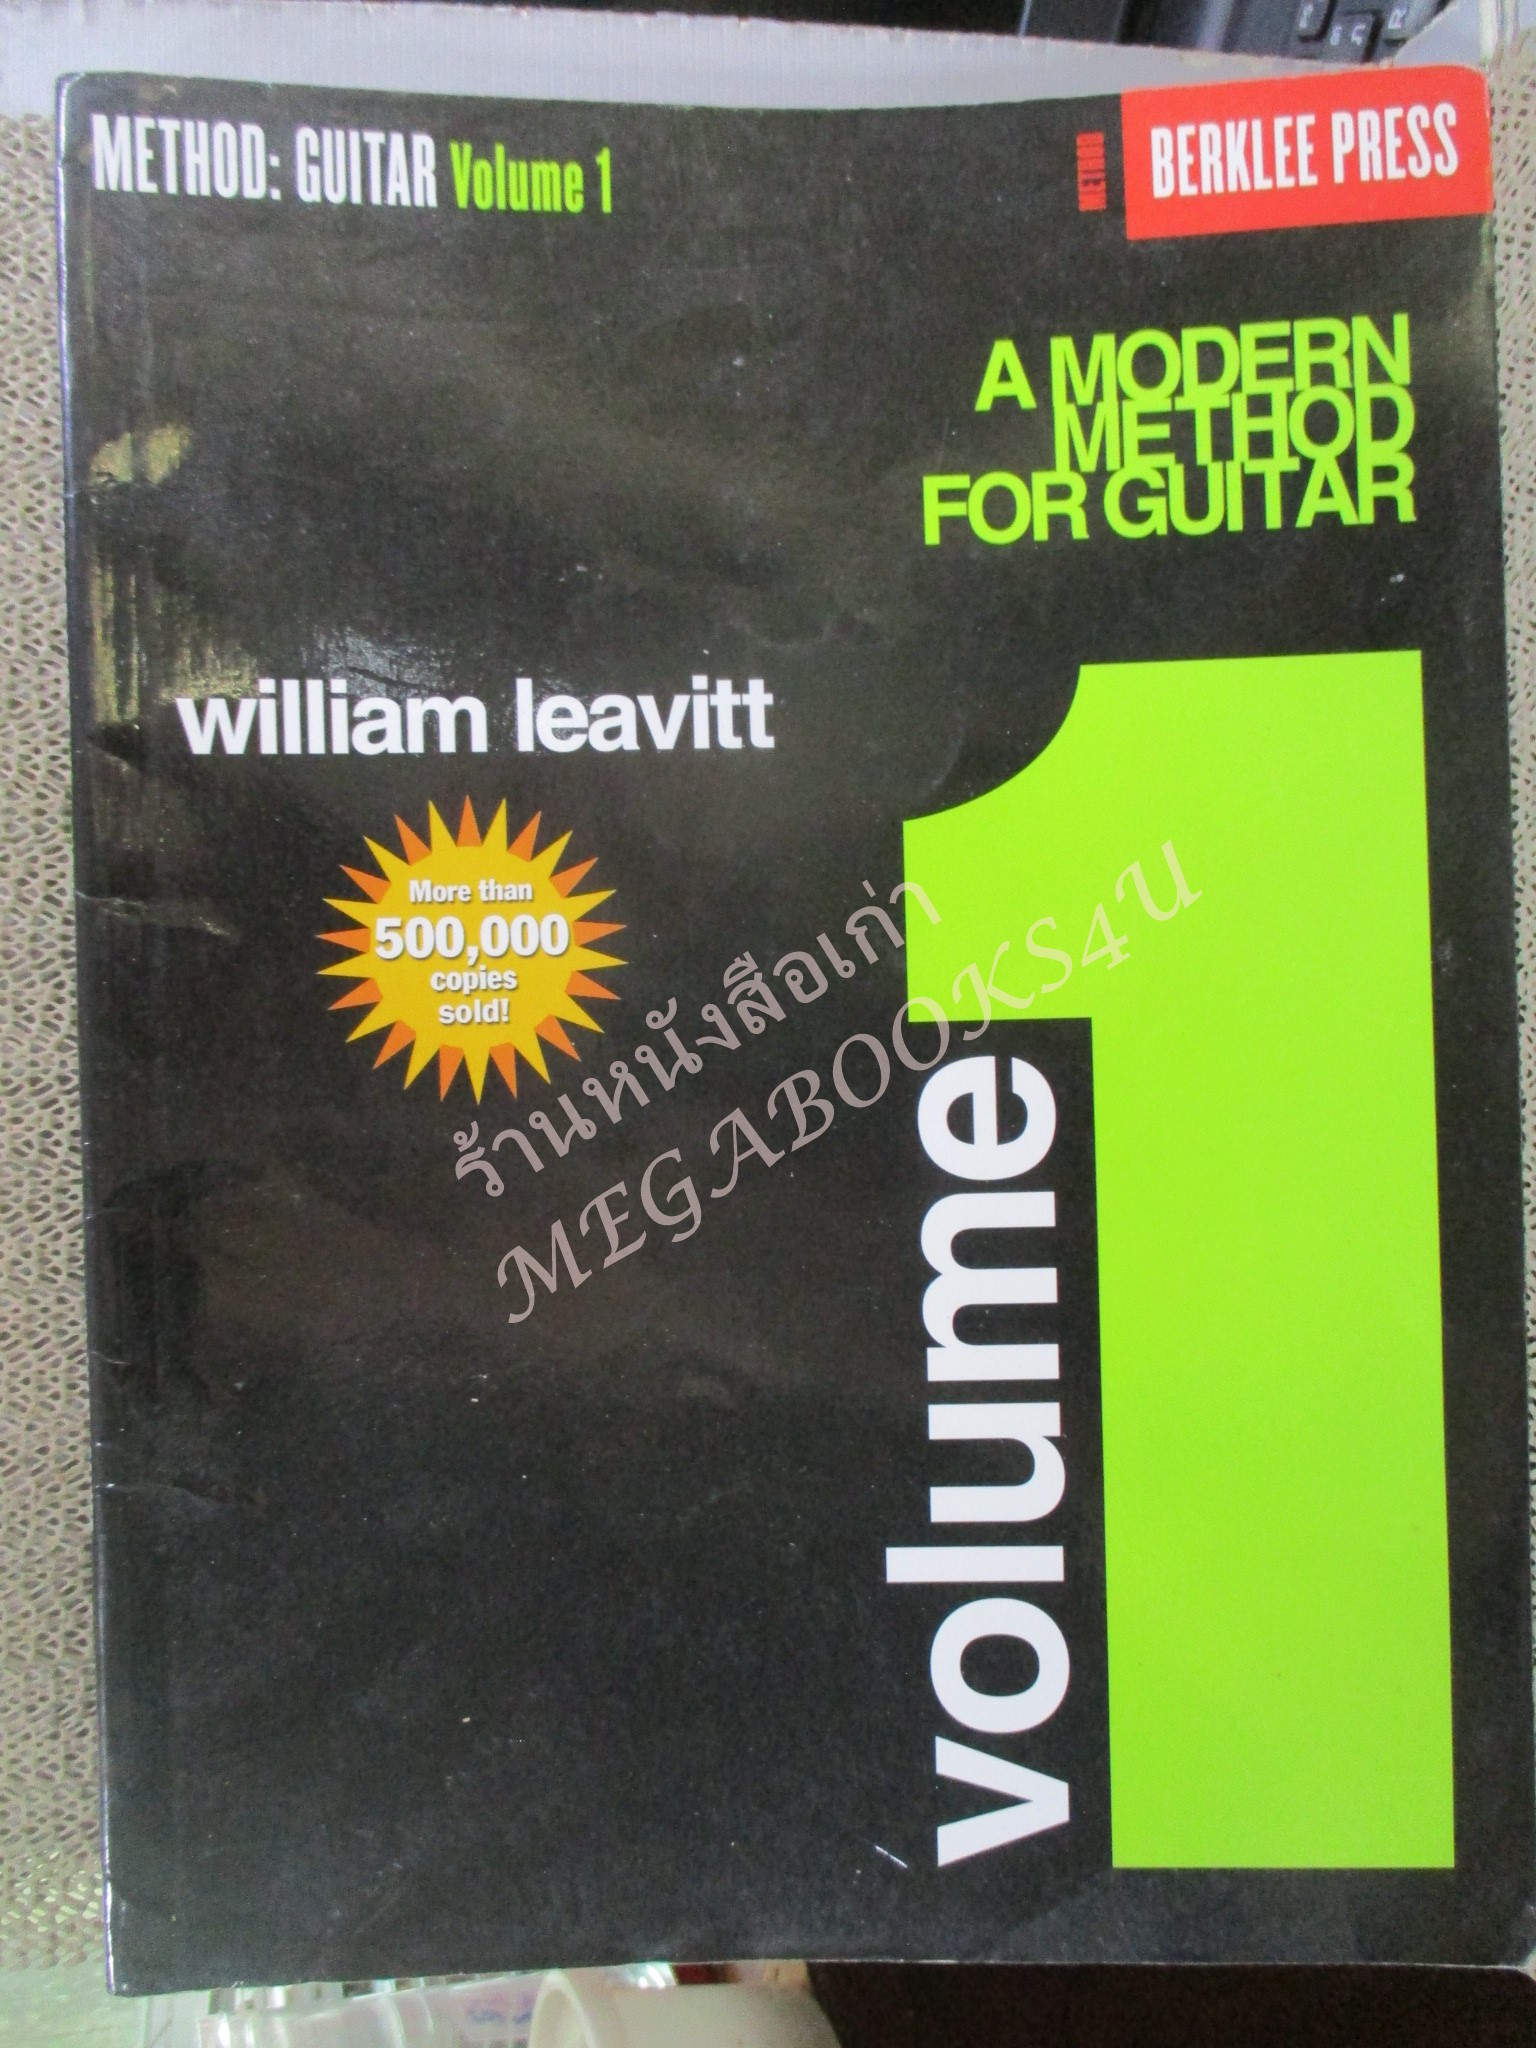 METHOD: GUITAR Volume 1
METHOD
BERKLEE PRESS
A MODERN
METHOD
FOR GUITAR
william leavitt
More than
500,000
copies
sold!
ร้านหนังสือเก่า
MEGABOOKS4U
volume
1